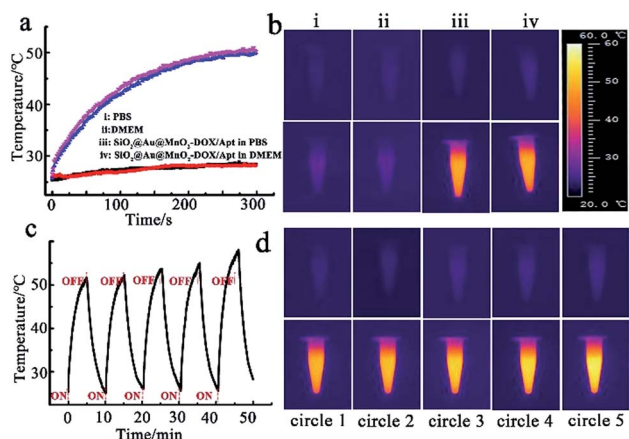 a
50
40
30
Temperature/°C
i: PBS
ii:DMEM
iii: SiO₂@Au@MnO₂-DOX/Apt in PBS
iv: SiO₂@Au@MnO₂-DOX/Apt in DMEM
0 100 200 300
Time/s
b
i ii iii iv
60.0 °C
60
50
40
30
20.0 °C
c
50
40
30
Temperature/°C
OFF OFF OFF OFF OFF
ON ON ON ON ON
0 10 20 30 40 50
Time/min
d
circle 1 circle 2 circle 3 circle 4 circle 5